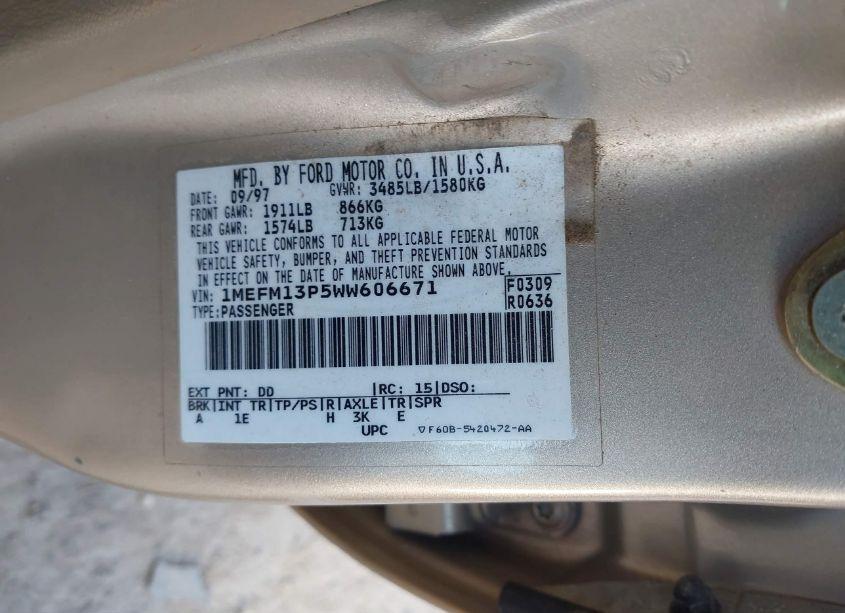 MFD. BY FORD MOTOR CO. IN U.S.A.
DATE: 09/97 GVWR: 3485LB/1580KG
FRONT GAWR: 1911LB 866KG
REAR GAWR: 1574LB 713KG
THIS VEHICLE CONFORMS TO ALL APPLICABLE FEDERAL MOTOR
VEHICLE SAFETY, BUMPER, AND THEFT PREVENTION STANDARDS
IN EFFECT ON THE DATE OF MANUFACTURE SHOWN ABOVE.
VIN: 1MEFM13P5WW606671 F0309
TYPE:PASSENGER R0636
EXT PNT: DD |RC: 15|DSO:
BRK|INT TR|TP/PS|R|AXLE|TR|SPR
A 1E H 3K E
UPC ▽F60B-5420472-AA